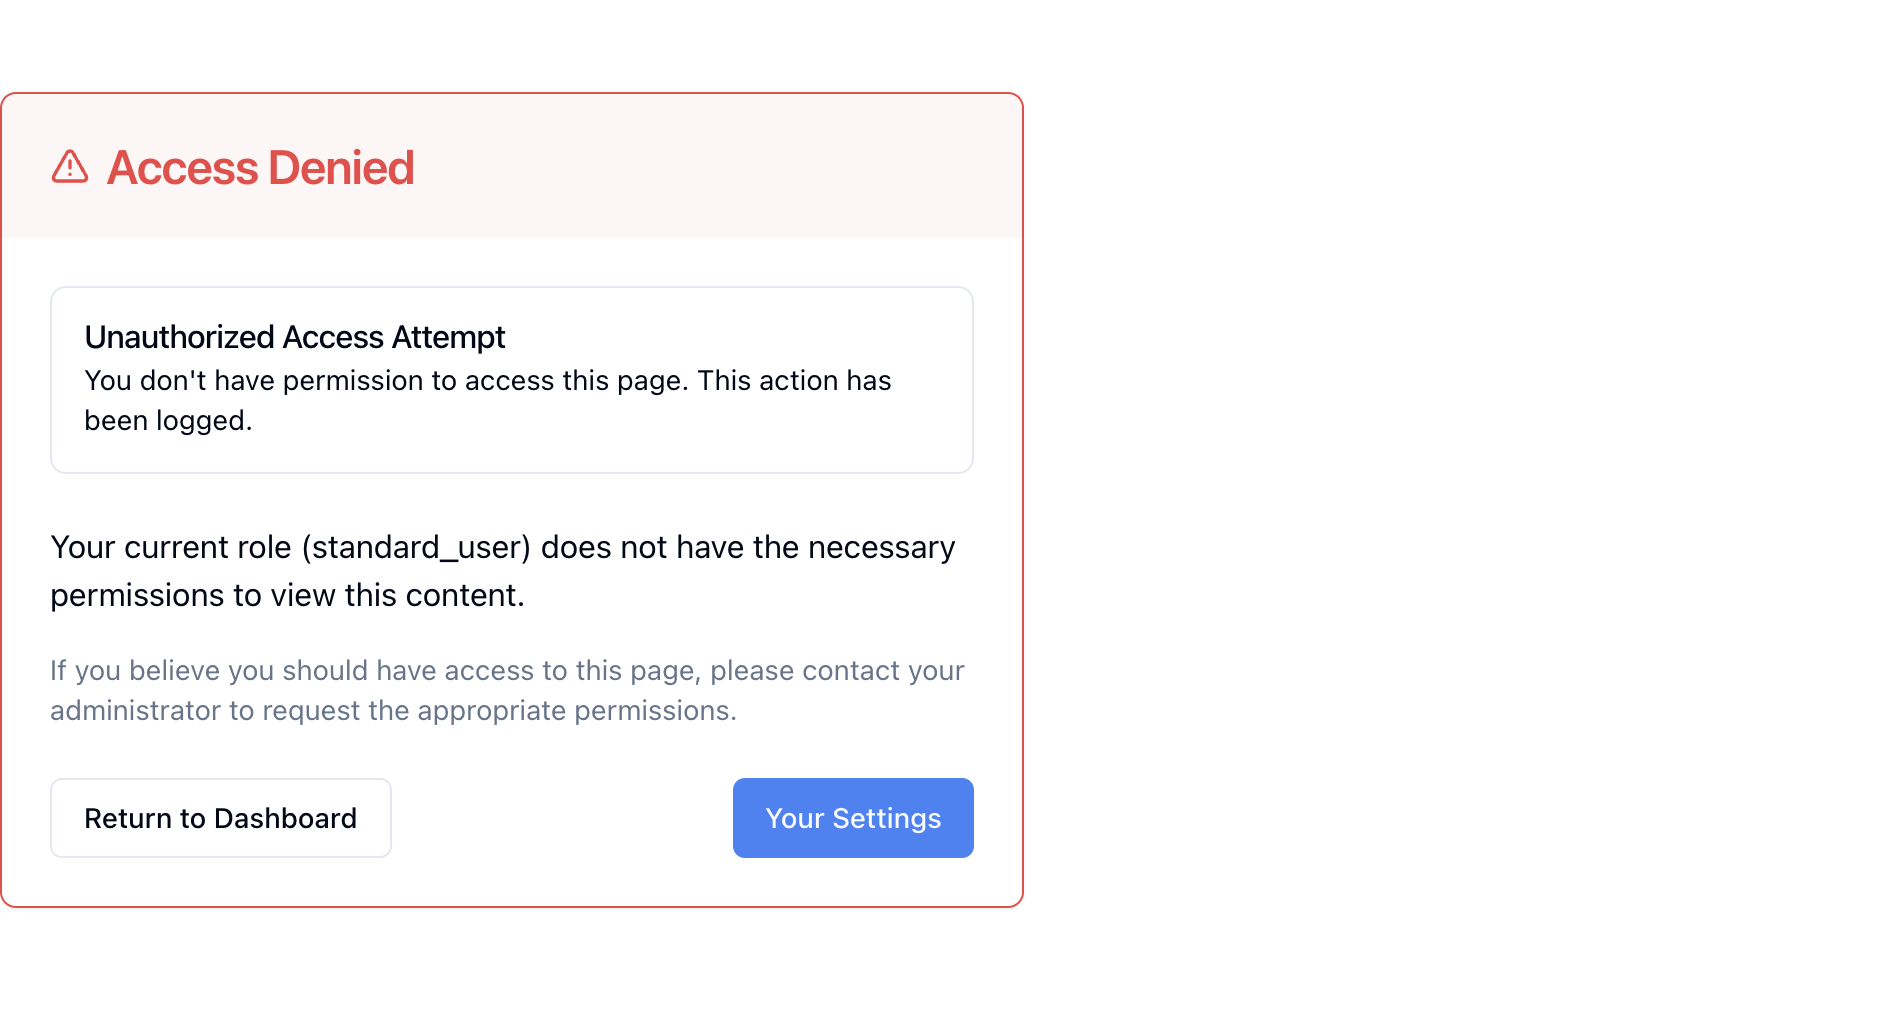 Access Denied
Unauthorized Access Attempt
You don't have permission to access this page. This action has
been logged.
Your current role (standard_user) does not have the necessary
permissions to view this content.
If you believe you should have access to this page, please contact your
administrator to request the appropriate permissions.
Return to Dashboard
Your Settings